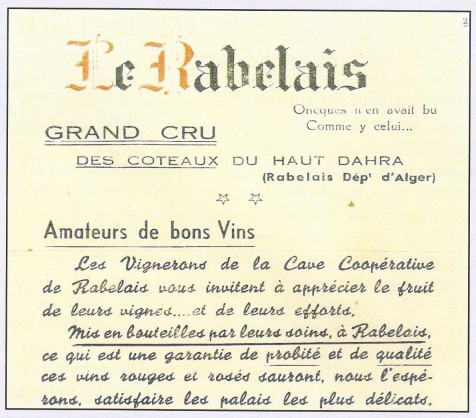 2
Le Rabelais
Oncques n'en avait bu
Comme y celui...
GRAND CRU
DES COTEAUX DU HAUT DAHRA
(Rabelais Dépt d'Alger)
Amateurs de bons Vins
Les Vignerons de la Cave Coopérative
de Rabelais vous invitent à apprécier le fruit
de leurs vignes....et de leurs efforts.
Mis en bouteilles par leurs soins, à Rabelais,
ce qui est une garantie de probité et de qualité
ces vins rouges et rosés sauront, nous l'espé-
rons, satisfaire les palais les plus délicats.